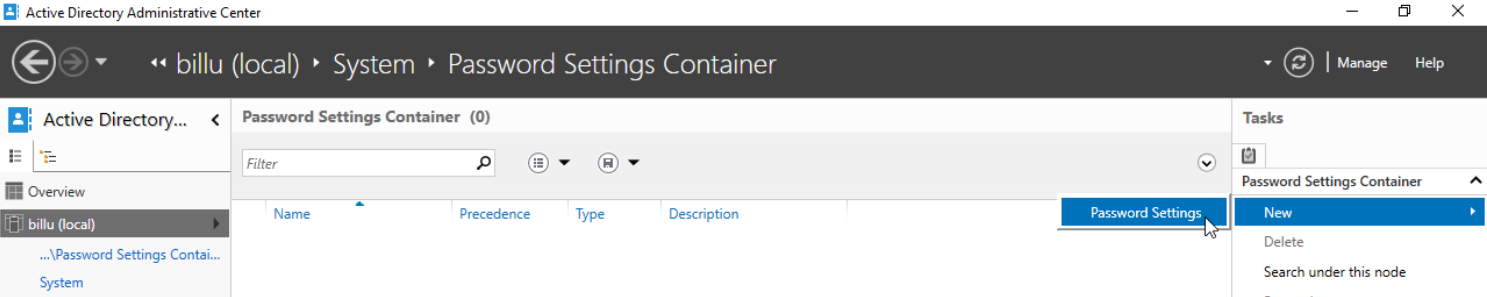 Active Directory Administrative Center
billu (local) System Password Settings Container
Manage Help
Active Directory...
Password Settings Container (0)
Tasks
Filter
Overview
Password Settings Container
billu (local)
Name Precedence Type Description
Password Settings
New
Delete
...\Password Settings Contai...
Search under this node
System